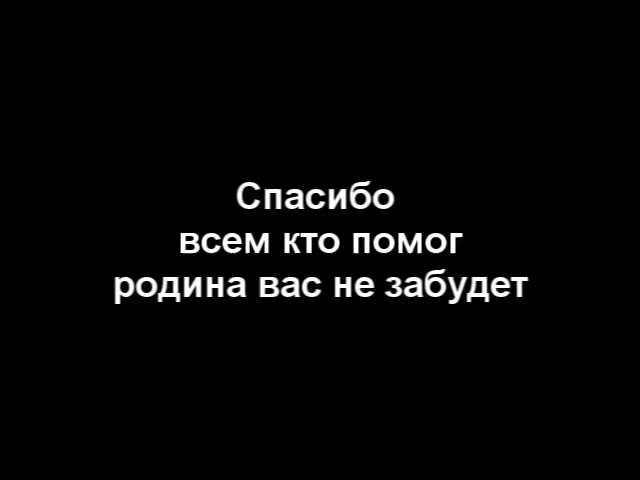 Спасибо
всем кто помог
родина вас не забудет